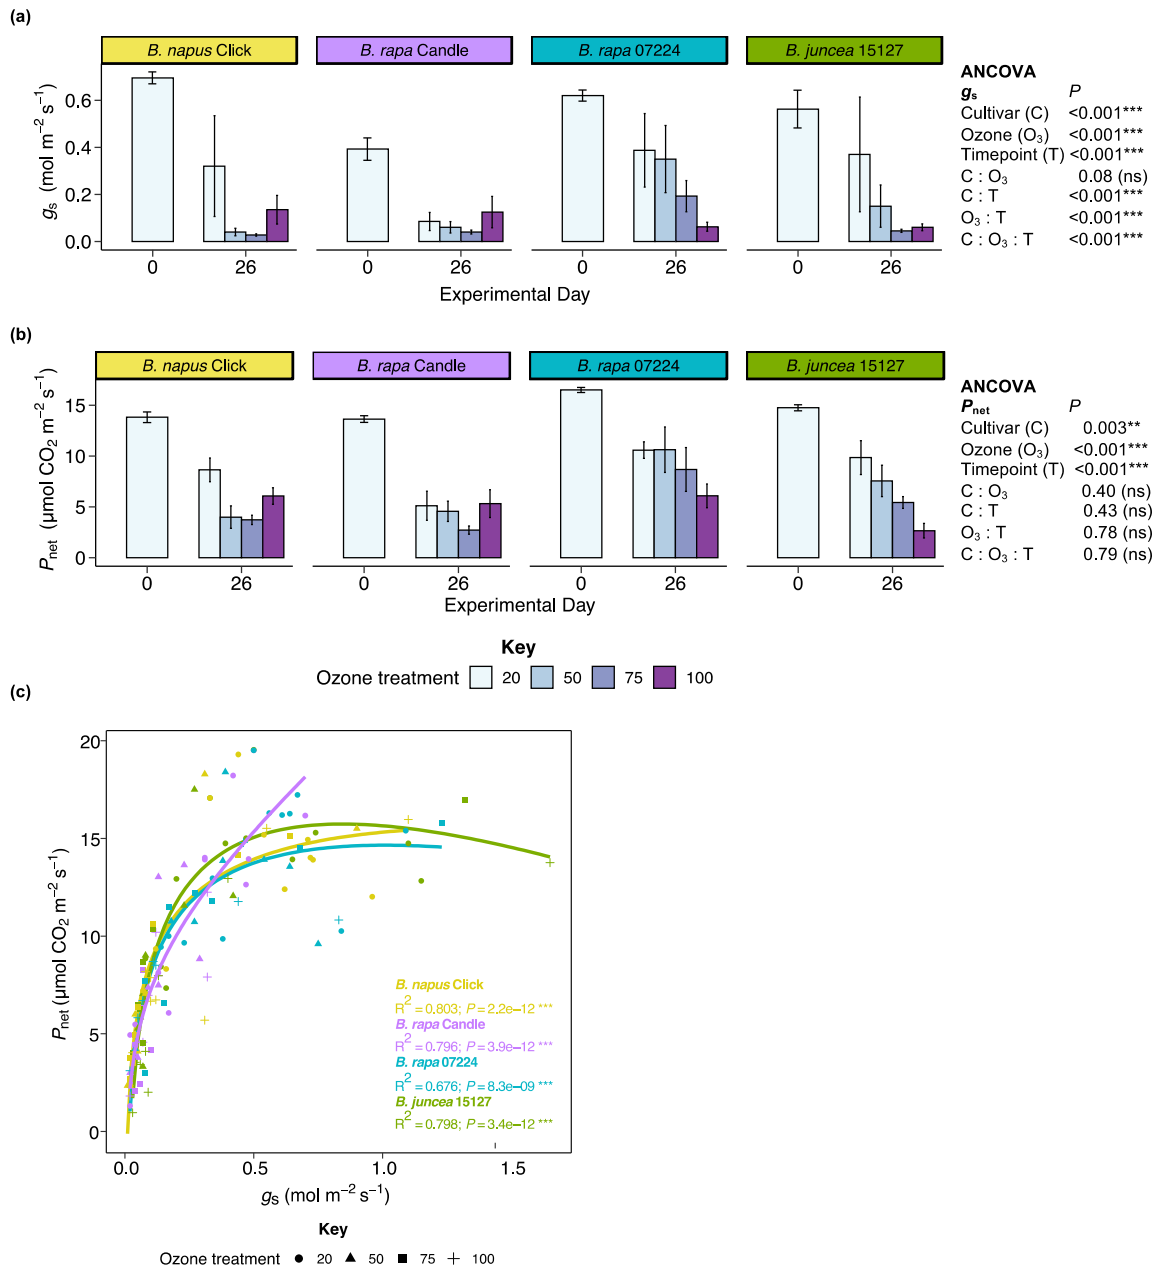 (a)
B. napus Click
B. rapa Candle
B. rapa 07224
B. juncea 15127
gs (mol m−2 s−1)
0.6
0.4
0.2
0.0
0 26
0 26
0 26
0 26
Experimental Day
ANCOVA
gs P
Cultivar (C) <0.001***
Ozone (O3) <0.001***
Timepoint (T) <0.001***
C : O3 0.08 (ns)
C : T <0.001***
O3 : T <0.001***
C : O3 : T <0.001***
(b)
B. napus Click
B. rapa Candle
B. rapa 07224
B. juncea 15127
Pnet (μmol CO2 m−2 s−1)
15
10
5
0
0 26
0 26
0 26
0 26
Experimental Day
ANCOVA
Pnet P
Cultivar (C) 0.003**
Ozone (O3) <0.001***
Timepoint (T) <0.001***
C : O3 0.40 (ns)
C : T 0.43 (ns)
O3 : T 0.78 (ns)
C : O3 : T 0.79 (ns)
Key
Ozone treatment 20 50 75 100
(c)
Pnet (μmol CO2 m−2 s−1)
20
15
10
5
0
B. napus Click
R2 = 0.803; P = 2.2e−12 ***
B. rapa Candle
R2 = 0.796; P = 3.9e−12 ***
B. rapa 07224
R2 = 0.676; P = 8.3e−09 ***
B. juncea 15127
R2 = 0.798; P = 3.4e−12 ***
0.0 0.5 1.0 1.5
gs (mol m−2 s−1)
Key
Ozone treatment 20 50 75 100